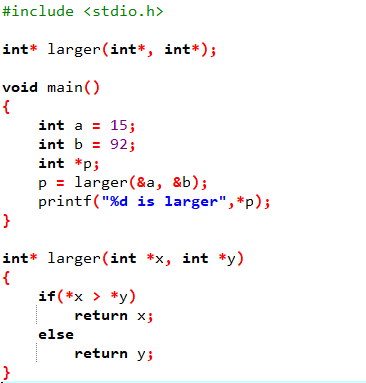 #include <stdio.h>
int* larger(int*, int*);
void main()
{
    int a = 15;
    int b = 92;
    int *p;
    p = larger(&a, &b);
    printf("%d is larger",*p);
}
int* larger(int *x, int *y)
{
    if(*x > *y)
        return x;
    else
        return y;
}